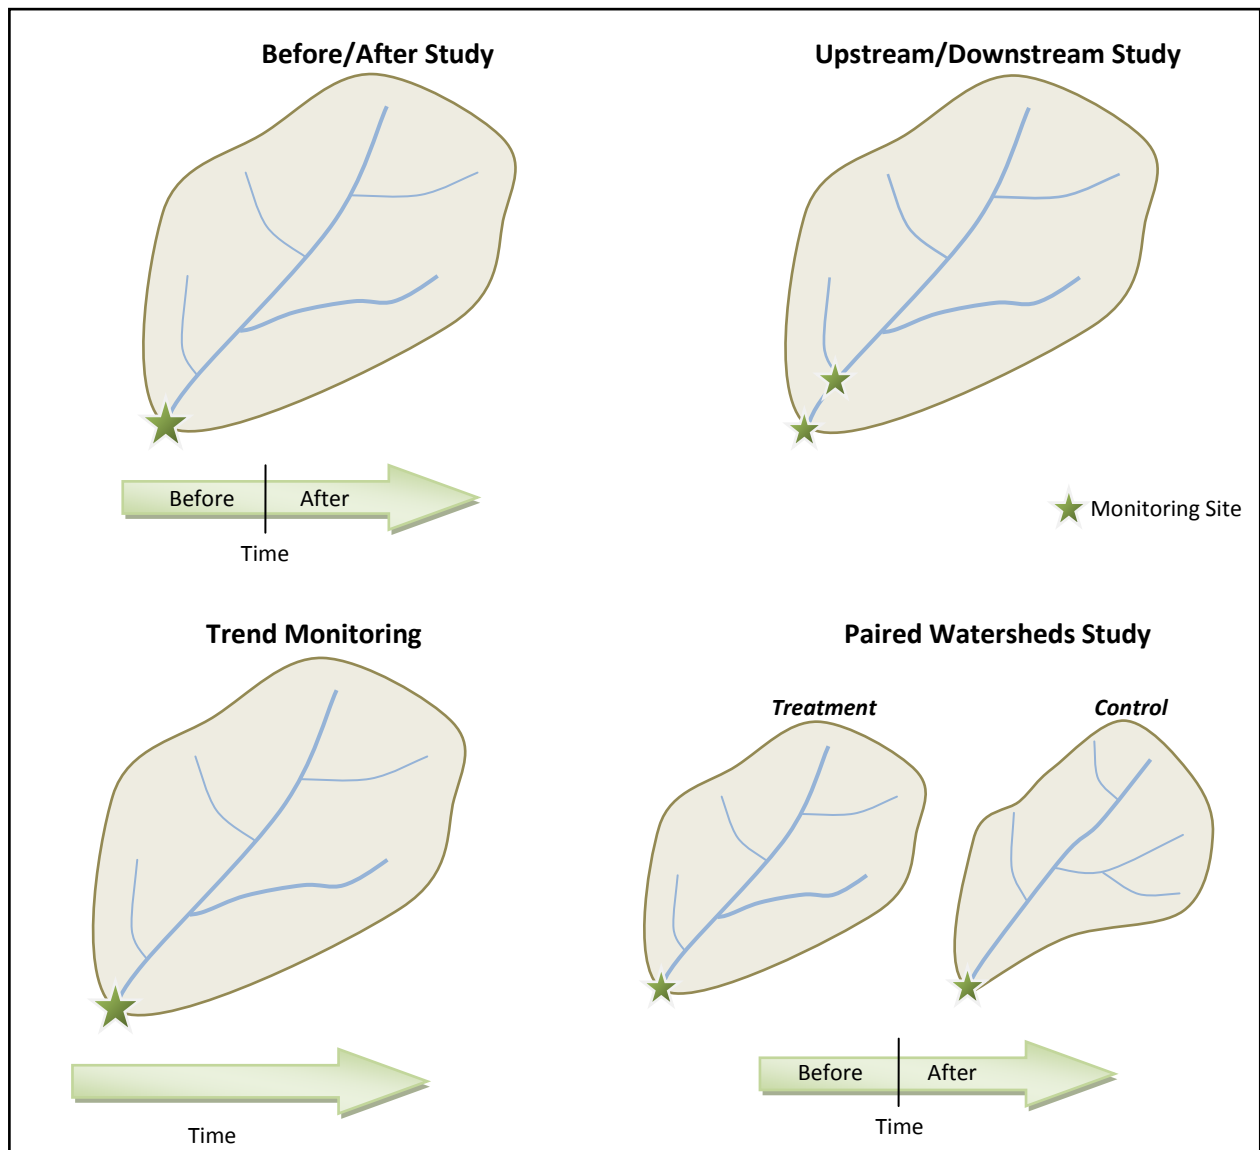 Before/After Study
Upstream/Downstream Study
Before
After
Time
Monitoring Site
Trend Monitoring
Paired Watersheds Study
Treatment
Control
Time
Before
After
Time